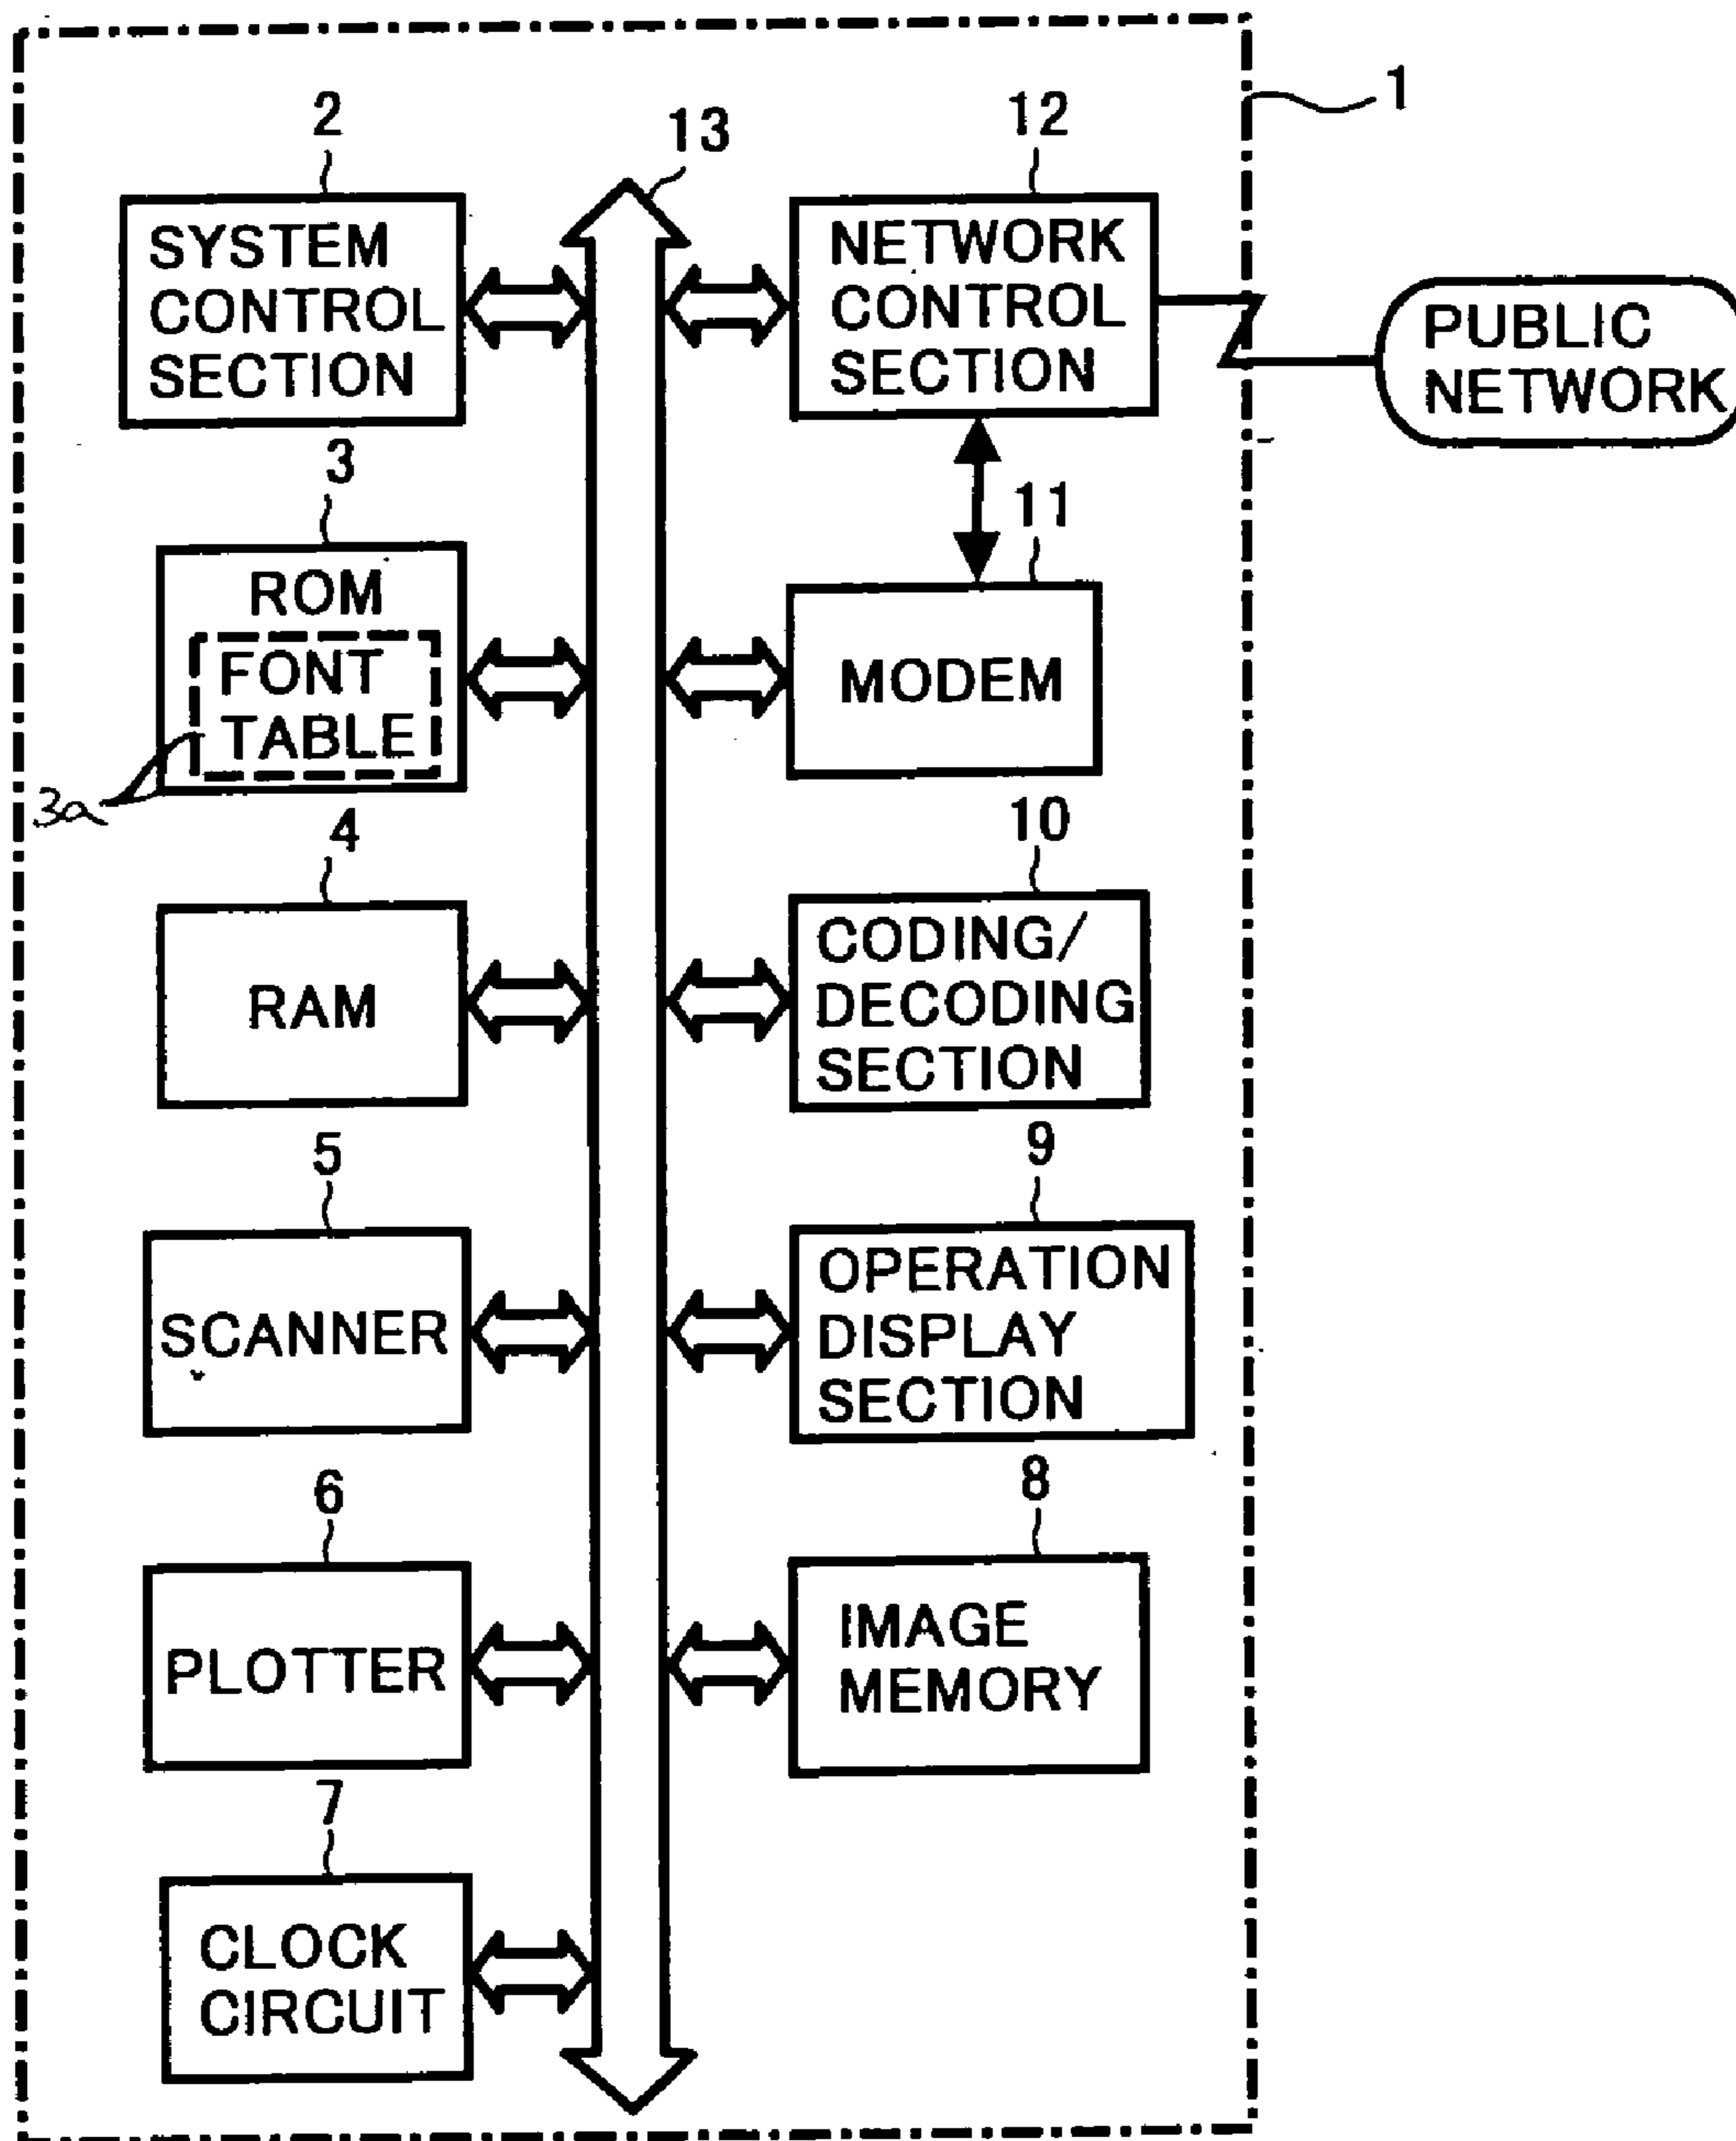 1
2
SYSTEM
CONTROL
SECTION
13
12
NETWORK
CONTROL
SECTION
PUBLIC
NETWORK
3
ROM
FONT
TABLE
3a
11
MODEM
4
RAM
10
CODING/
DECODING
SECTION
5
SCANNER
9
OPERATION
DISPLAY
SECTION
6
PLOTTER
8
IMAGE
MEMORY
7
CLOCK
CIRCUIT